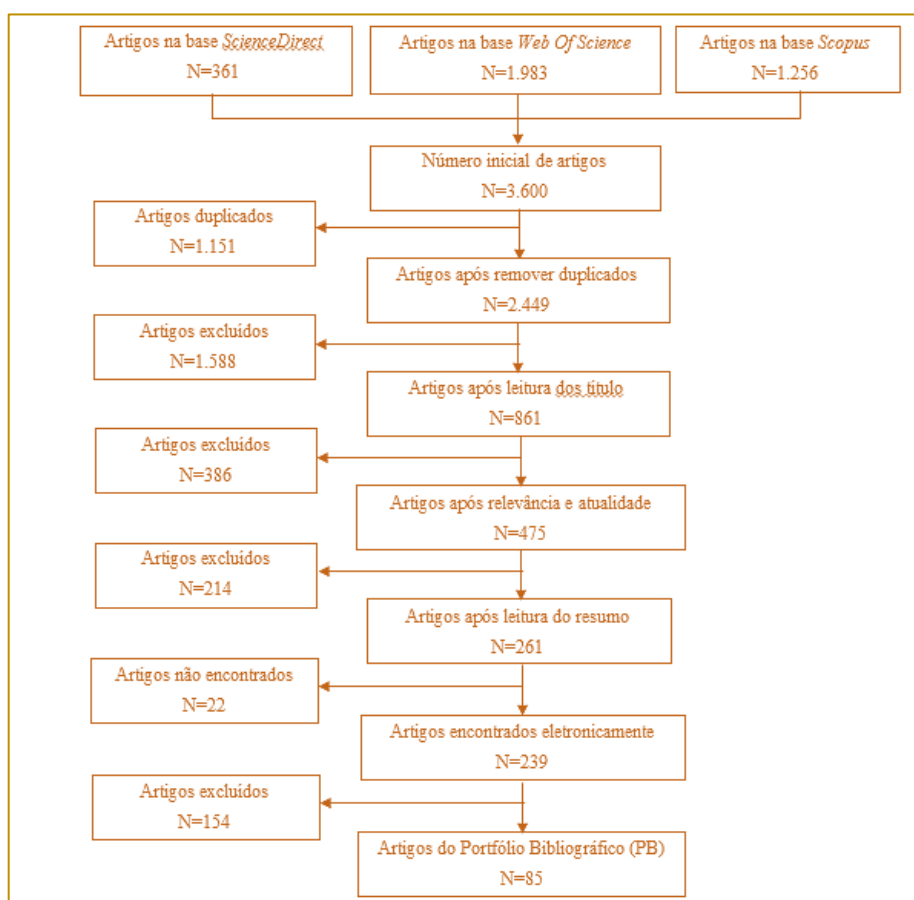 Artigos na base ScienceDirect
N=361
Artigos na base Web Of Science
N=1.983
Artigos na base Scopus
N=1.256
Número inicial de artigos
N=3.600
Artigos duplicados
N=1.151
Artigos após remover duplicados
N=2.449
Artigos excluídos
N=1.588
Artigos após leitura dos título
N=861
Artigos excluídos
N=386
Artigos após relevância e atualidade
N=475
Artigos excluídos
N=214
Artigos após leitura do resumo
N=261
Artigos não encontrados
N=22
Artigos encontrados eletronicamente
N=239
Artigos excluídos
N=154
Artigos do Portfólio Bibliográfico (PB)
N=85